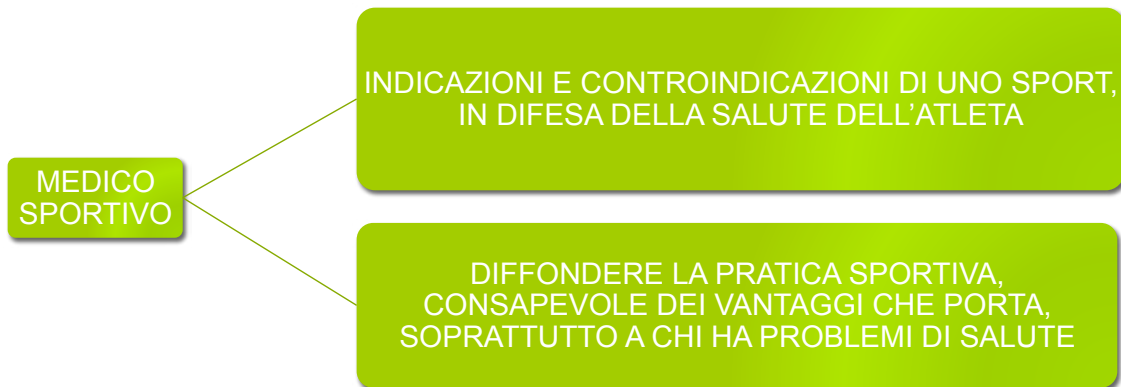 INDICAZIONI E CONTROINDICAZIONI DI UNO SPORT,
IN DIFESA DELLA SALUTE DELL’ATLETA
MEDICO
SPORTIVO
DIFFONDERE LA PRATICA SPORTIVA,
CONSAPEVOLE DEI VANTAGGI CHE PORTA,
SOPRATTUTTO A CHI HA PROBLEMI DI SALUTE